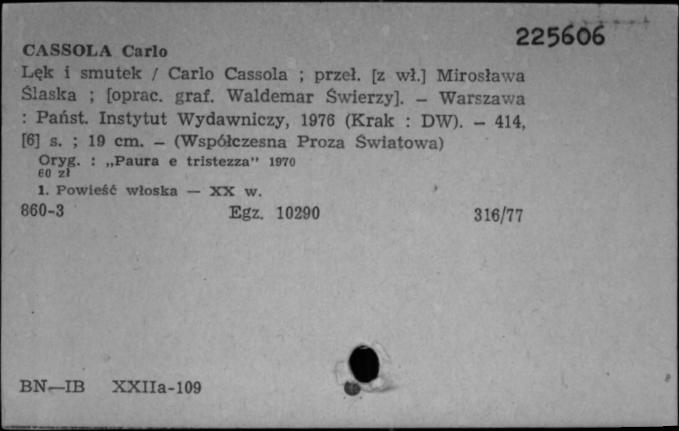 225606
CASSOLA Carlo
Lęk i smutek / Carlo Cassola ; przeł. [z wł.] Mirosława
Ślaska ; [oprac. graf. Waldemar Świerzy]. — Warszawa
: Państ. Instytut Wydawniczy, 1976 (Krak : DW). — 414,
[6] s. ; 19 cm. — (Współczesna Proza Światowa)
Oryg. : „Paura e tristezza" 1970
60 zł
1. Powieść włoska — XX w.
860-3 Egz. 10290 316/77
BN—IB XXIIa-109